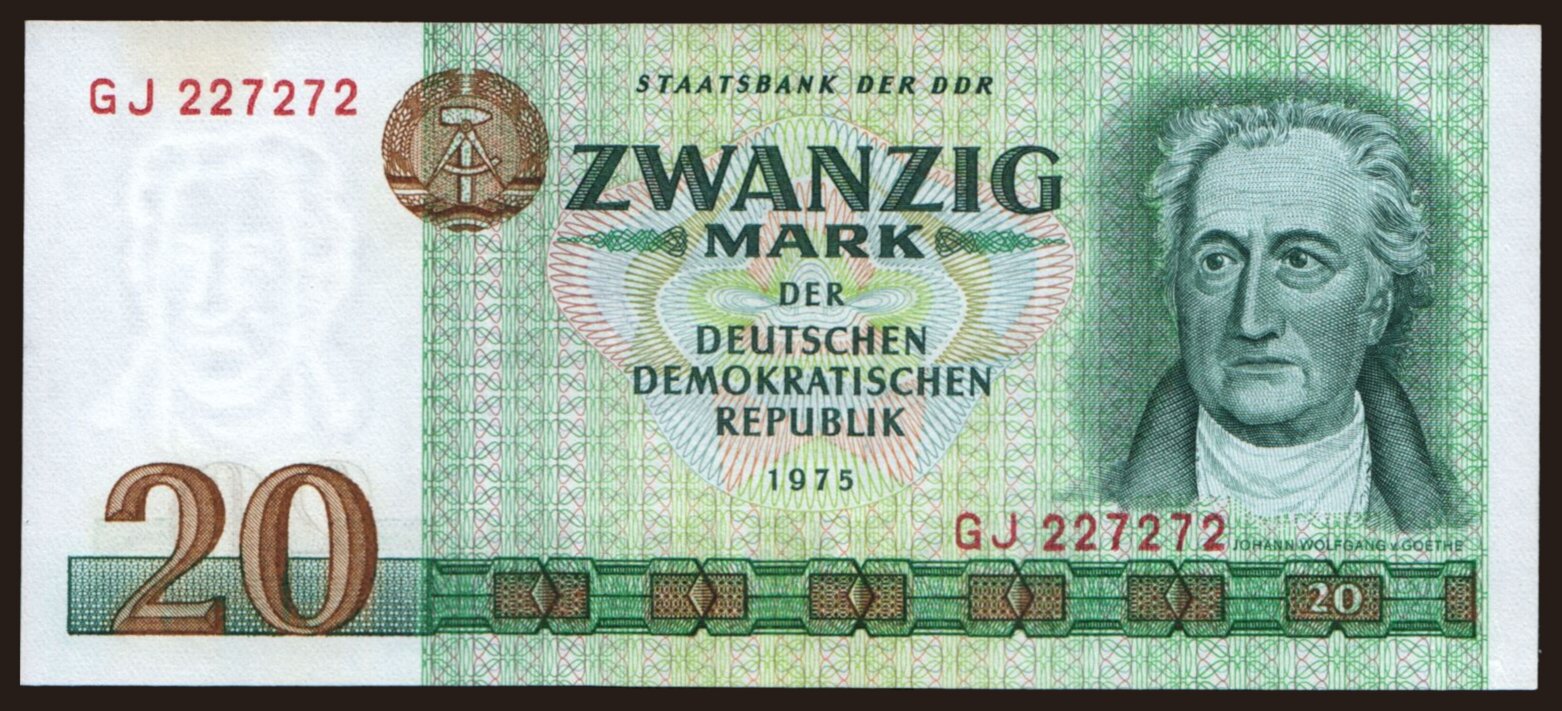 GJ 227272
STAATSBANK DER DDR
ZWANZIG
MARK
DER
DEUTSCHEN
DEMOKRATISCHEN
REPUBLIK
1975
GJ 227272
JOHANN WOLFGANG v. GOETHE
20
20